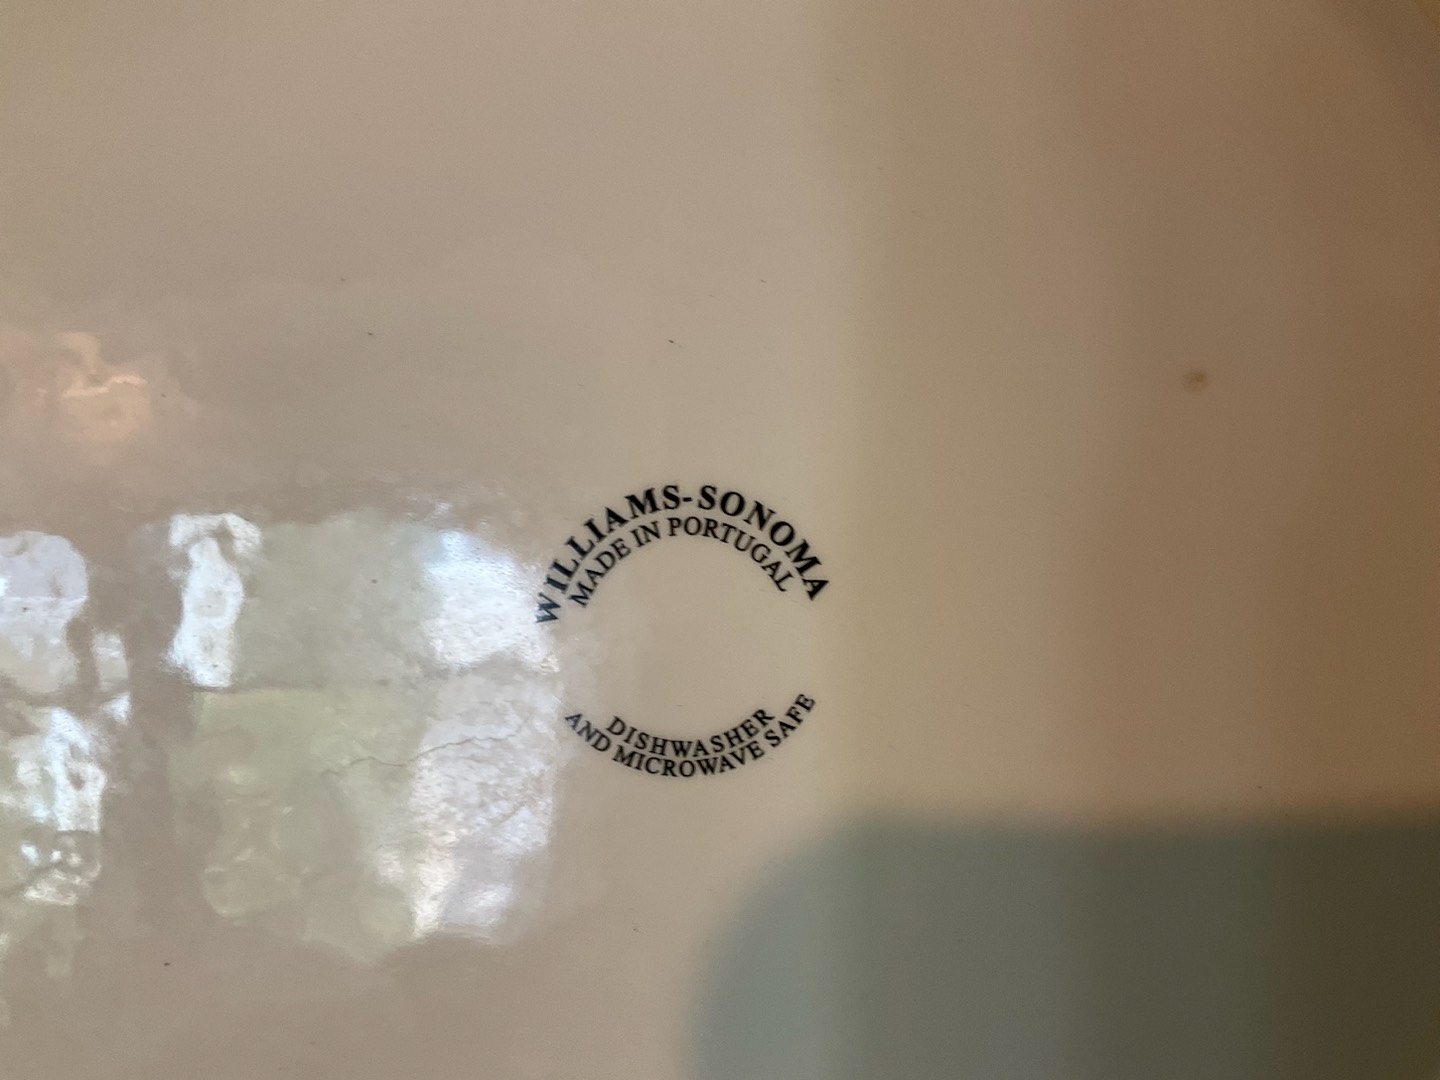 WILLIAMS-SONOMA
MADE IN PORTUGAL
DISHWASHER
AND MICROWAVE SAFE